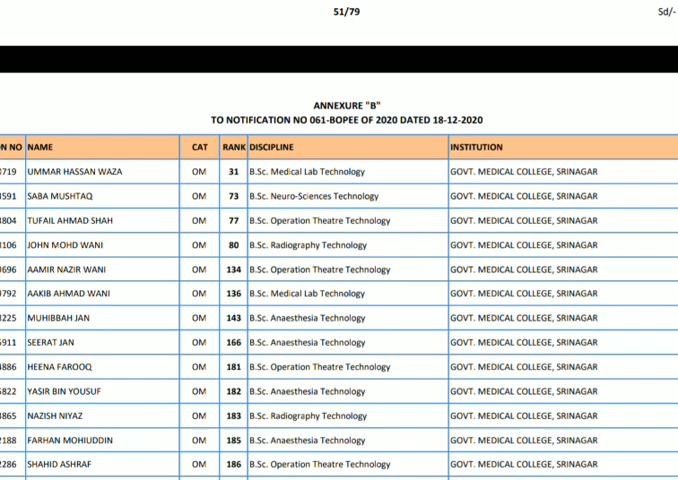 51/79 Sd/-
ANNEXURE "B"
TO NOTIFICATION NO 061-BOPEE OF 2020 DATED 18-12-2020
NO NAME CAT RANK DISCIPLINE INSTITUTION
0719 UMMAR HASSAN WAZA OM 31 B.Sc. Medical Lab Technology GOVT. MEDICAL COLLEGE, SRINAGAR
591 SABA MUSHTAQ OM 73 B.Sc. Neuro-Sciences Technology GOVT. MEDICAL COLLEGE, SRINAGAR
804 TUFAIL AHMAD SHAH OM 77 B.Sc. Operation Theatre Technology GOVT. MEDICAL COLLEGE, SRINAGAR
106 JOHN MOHD WANI OM 80 B.Sc. Radiography Technology GOVT. MEDICAL COLLEGE, SRINAGAR
696 AAMIR NAZIR WANI OM 134 B.Sc. Operation Theatre Technology GOVT. MEDICAL COLLEGE, SRINAGAR
792 AAKIB AHMAD WANI OM 136 B.Sc. Medical Lab Technology GOVT. MEDICAL COLLEGE, SRINAGAR
225 MUHIBBAH JAN OM 143 B.Sc. Anaesthesia Technology GOVT. MEDICAL COLLEGE, SRINAGAR
911 SEERAT JAN OM 166 B.Sc. Anaesthesia Technology GOVT. MEDICAL COLLEGE, SRINAGAR
886 HEENA FAROOQ OM 181 B.Sc. Operation Theatre Technology GOVT. MEDICAL COLLEGE, SRINAGAR
822 YASIR BIN YOUSUF OM 182 B.Sc. Anaesthesia Technology GOVT. MEDICAL COLLEGE, SRINAGAR
865 NAZISH NIYAZ OM 183 B.Sc. Radiography Technology GOVT. MEDICAL COLLEGE, SRINAGAR
188 FARHAN MOHIUDDIN OM 185 B.Sc. Anaesthesia Technology GOVT. MEDICAL COLLEGE, SRINAGAR
286 SHAHID ASHRAF OM 186 B.Sc. Operation Theatre Technology GOVT. MEDICAL COLLEGE, SRINAGAR